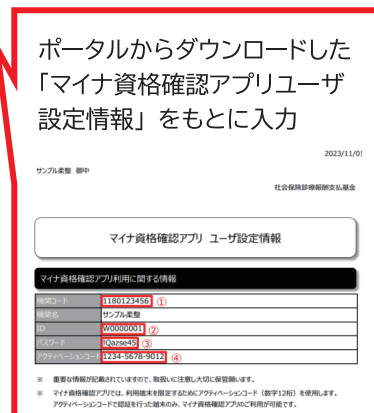 ポータルからダウンロードした
「マイナ資格確認アプリユーザ
設定情報」をもとに入力
2023/11/01
サンプル柔整 御中
社会保険診療報酬支払基金
マイナ資格確認アプリ ユーザ設定情報
マイナ資格確認アプリ利用に関する情報
機関コード 1180123456 ①
機関名 サンプル柔整
ID W0000001 ②
パスワード !Qazse45 ③
アクティベーションコード 1234-5678-9012 ④
※ 重要な情報が記載されていますので、取扱いに注意し大切に保管願います。
※ マイナ資格確認アプリでは、利用端末を限定するためにアクティベーションコード（数字12桁）を使用します。
アクティベーションコードで認証を行った端末のみ、マイナ資格確認アプリのご利用が可能です。